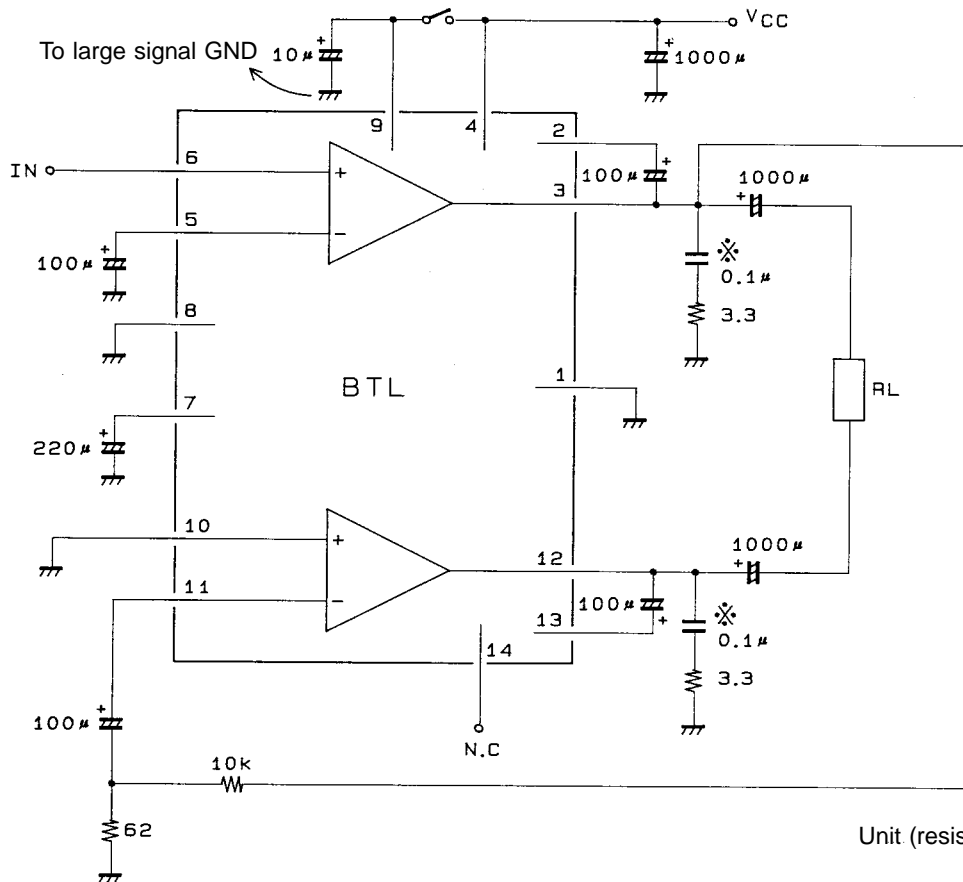 VCC
To large signal GND
10μ
+
+
1000μ
9
4
2
6
IN
+
100μ
+
1000μ
+
3
5
-
+
100μ
※
0.1μ
3.3
8
BTL
1
RL
7
+
220μ
10
+
12
1000μ
+
11
-
100μ
+
13
※
0.1μ
3.3
14
+
100μ
N.C
10k
62
Unit (resis